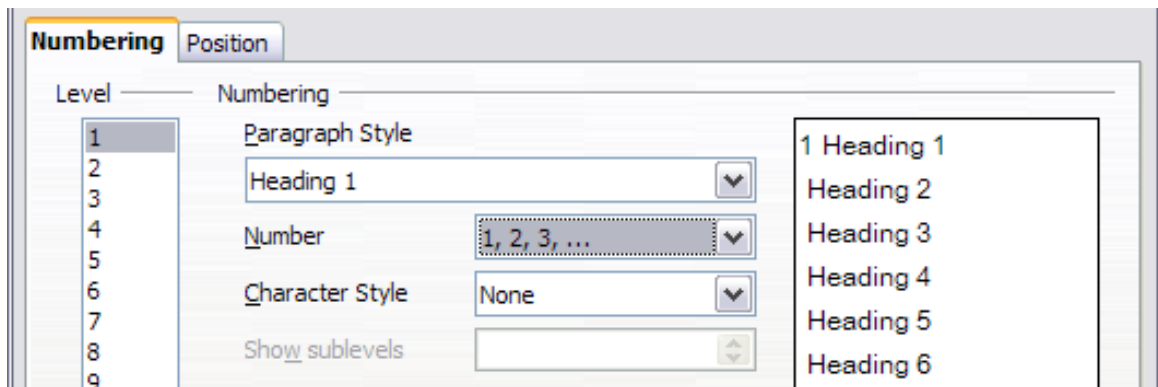 Numbering Position
Level Numbering
1
2
3
4
5
6
7
8
9
Paragraph Style
Heading 1
Number 1, 2, 3, ...
Character Style None
Show sublevels
1 Heading 1
Heading 2
Heading 3
Heading 4
Heading 5
Heading 6